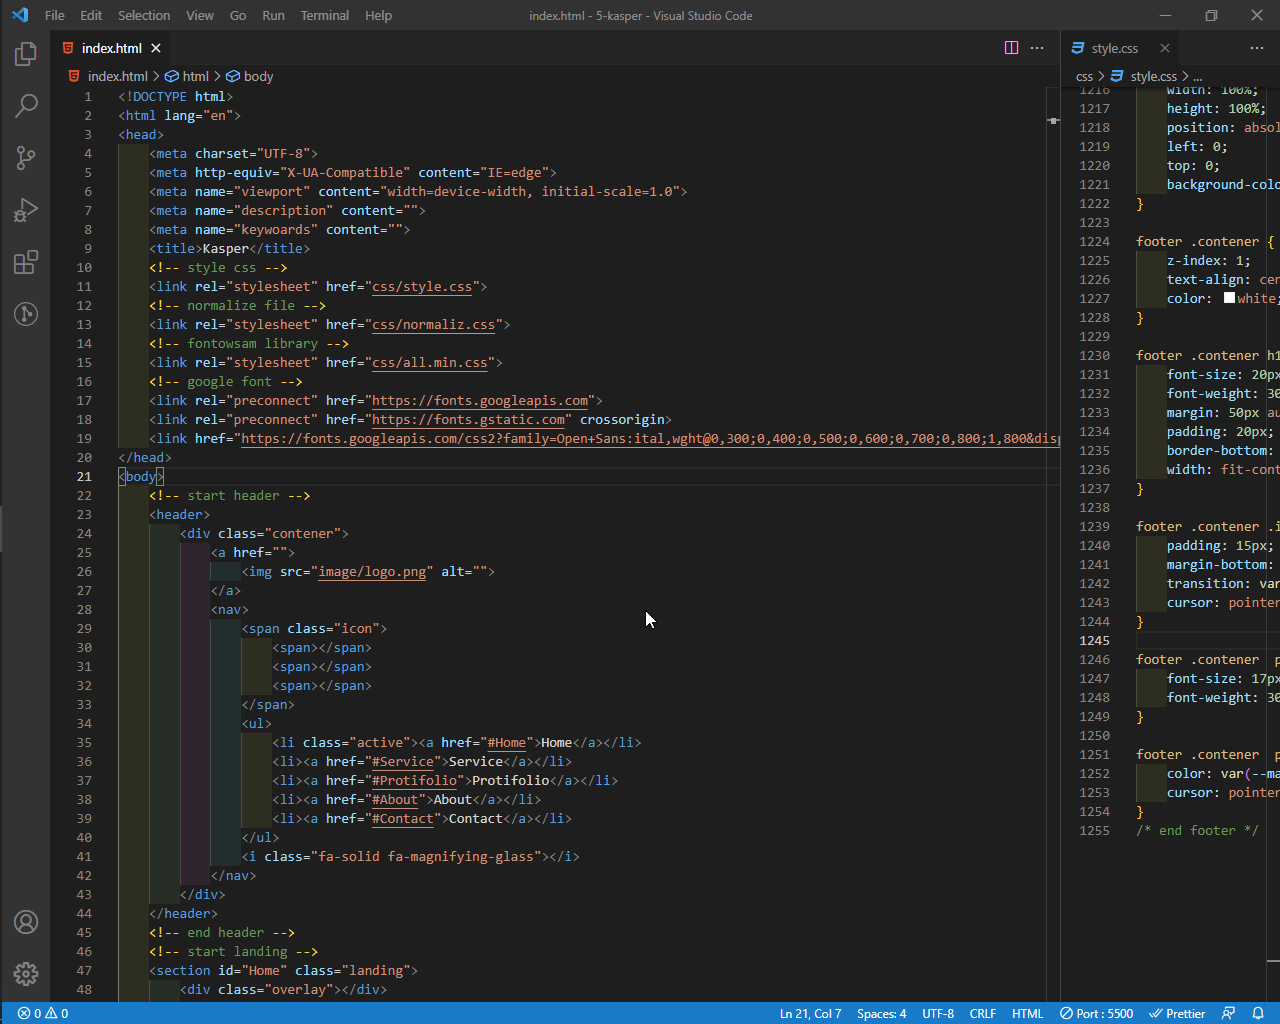 File Edit Selection View Go Run Terminal Help
index.html - 5-kasper - Visual Studio Code
index.html
index.html > html > body
1 <!DOCTYPE html>
2 <html lang="en">
3 <head>
4 <meta charset="UTF-8">
5 <meta http-equiv="X-UA-Compatible" content="IE=edge">
6 <meta name="viewport" content="width=device-width, initial-scale=1.0">
7 <meta name="description" content="">
8 <meta name="keywoards" content="">
9 <title>Kasper</title>
10 <!-- style css -->
11 <link rel="stylesheet" href="css/style.css">
12 <!-- normalize file -->
13 <link rel="stylesheet" href="css/normaliz.css">
14 <!-- fontowsam library -->
15 <link rel="stylesheet" href="css/all.min.css">
16 <!-- google font -->
17 <link rel="preconnect" href="https://fonts.googleapis.com">
18 <link rel="preconnect" href="https://fonts.gstatic.com" crossorigin>
19 <link href="https://fonts.googleapis.com/css2?family=Open+Sans:ital,wght@0,300;0,400;0,500;0,600;0,700;0,800;1,800&disp
20 </head>
21 <body>
22 <!-- start header -->
23 <header>
24 <div class="contener">
25 <a href="">
26 <img src="image/logo.png" alt="">
27 </a>
28 <nav>
29 <span class="icon">
30 <span></span>
31 <span></span>
32 <span></span>
33 </span>
34 <ul>
35 <li class="active"><a href="#Home">Home</a></li>
36 <li><a href="#Service">Service</a></li>
37 <li><a href="#Protifolio">Protifolio</a></li>
38 <li><a href="#About">About</a></li>
39 <li><a href="#Contact">Contact</a></li>
40 </ul>
41 <i class="fa-solid fa-magnifying-glass"></i>
42 </nav>
43 </div>
44 </header>
45 <!-- end header -->
46 <!-- start landing -->
47 <section id="Home" class="landing">
48 <div class="overlay"></div>
style.css
css > style.css > ...
1216 width: 100%;
1217 height: 100%;
1218 position: absol
1219 left: 0;
1220 top: 0;
1221 background-colo
1222 }
1223
1224 footer .contener {
1225 z-index: 1;
1226 text-align: cen
1227 color: white;
1228 }
1229
1230 footer .contener h1
1231 font-size: 20px
1232 font-weight: 30
1233 margin: 50px au
1234 padding: 20px;
1235 border-bottom:
1236 width: fit-cont
1237 }
1238
1239 footer .contener .i
1240 padding: 15px;
1241 margin-bottom:
1242 transition: var
1243 cursor: pointer
1244 }
1245
1246 footer .contener p
1247 font-size: 17px
1248 font-weight: 30
1249 }
1250
1251 footer .contener p
1252 color: var(--ma
1253 cursor: pointer
1254 }
1255 /* end footer */
0 0 Ln 21, Col 7 Spaces: 4 UTF-8 CRLF HTML Port : 5500 Prettier